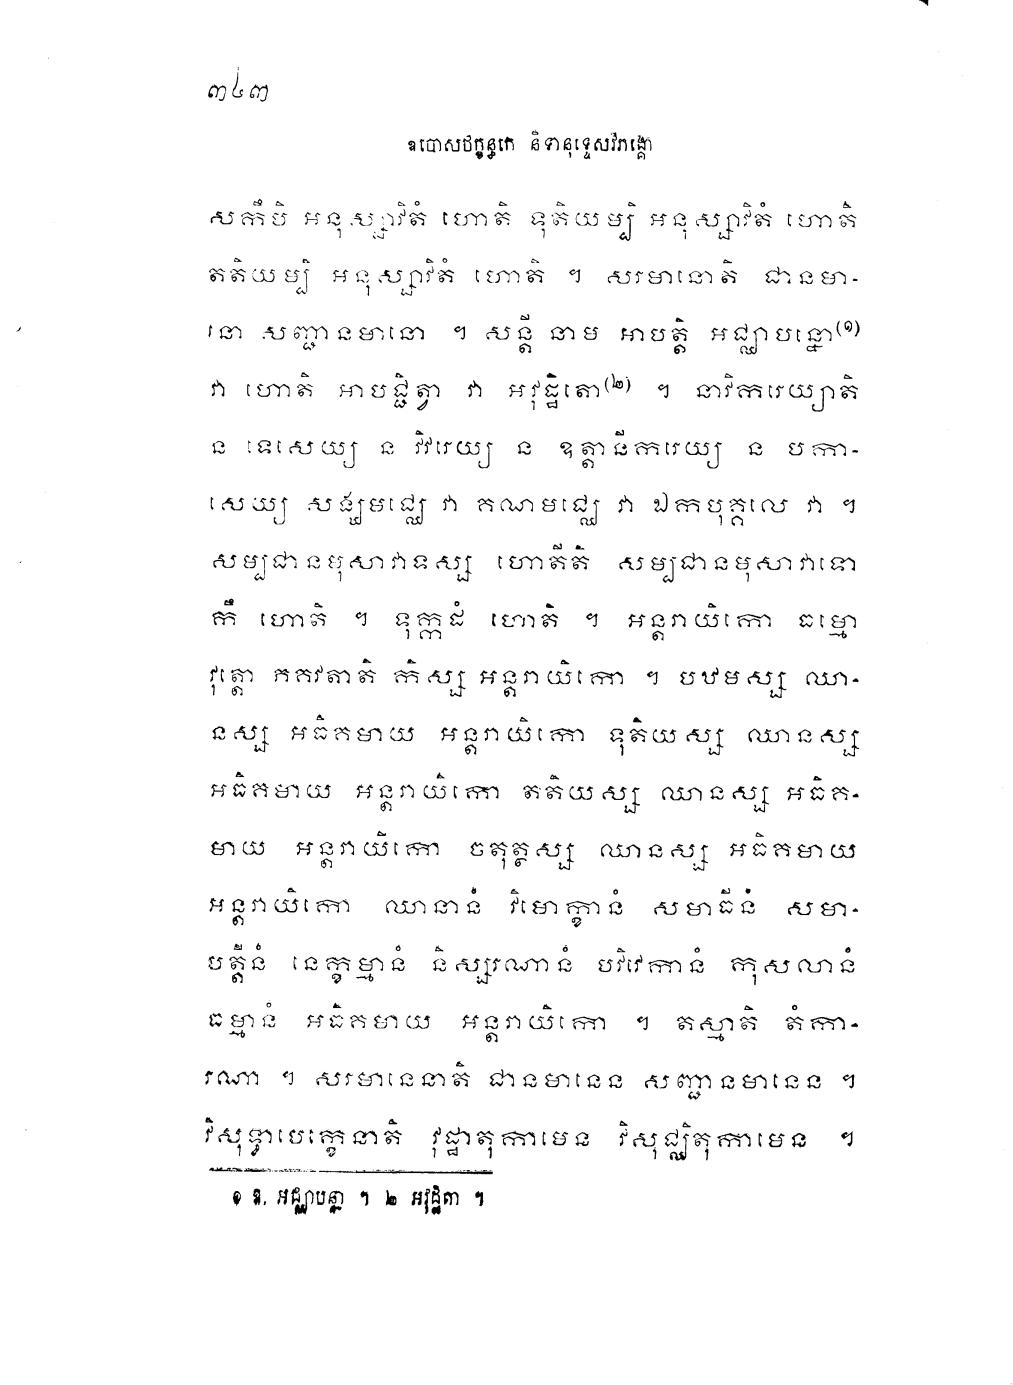 ៣៤៣
ឧបោសថក្ខន្ធកេ និទានុទ្ទេសវិភង្គោ
សកឹបិ អនុស្សាវិតំ ហោតិ ទុតិយម្បិ អនុស្សាវិតំ ហោតិ
តតិយម្បិ អនុស្សាវិតំ ហោតិ ។ សរមានោតិ ជានមា-
នោ សញ្ជានមានោ ។ សន្តី នាម អាបត្តិ អជ្ឈាបន្នោ(១)
វា ហោតិ អាបជ្ជិត្វា វា អវុដ្ឋិតោ(២) ។ នាវិករេយ្យាតិ
ន ទេសេយ្យ ន វិវរេយ្យ ន ឧត្តានីករេយ្យ ន បកា-
សេយ្យ សង្ឃមជ្ឈេ វា គណមជ្ឈេ វា ឯកបុគ្គលេ វា ។
សម្បជានមុសាវាទស្ស ហោតីតិ សម្បជានមុសាវាទោ
កឹ ហោតិ ។ ទុក្កដំ ហោតិ ។ អន្តរាយិកោ ធម្មោ
វុត្តោ ភគវតាតិ កិស្ស អន្តរាយិកោ ។ បឋមស្ស ឈា-
នស្ស អធិគមាយ អន្តរាយិកោ ទុតិយស្ស ឈានស្ស
អធិគមាយ អន្តរាយិកោ តតិយស្ស ឈានស្ស អធិគ-
មាយ អន្តរាយិកោ ចតុត្ថស្ស ឈានស្ស អធិគមាយ
អន្តរាយិកោ ឈានានំ វិមោក្ខានំ សមាធីនំ សមា-
បត្តីនំ នេក្ខម្មានំ និស្សរណានំ បវិវេកានំ កុសលានំ
ធម្មានំ អធិគមាយ អន្តរាយិកោ ។ តស្មាតិ តំកា-
រណា ។ សរមានេនាតិ ជានមានេន សញ្ជានមានេន ។
វិសុទ្ធាបេក្ខេនាតិ វុដ្ឋាតុកាមេន វិសុជ្ឈិតុកាមេន ។
១ ឱ. អជ្ឈាបន្នា ។ ២ អវុដ្ឋិតា ។